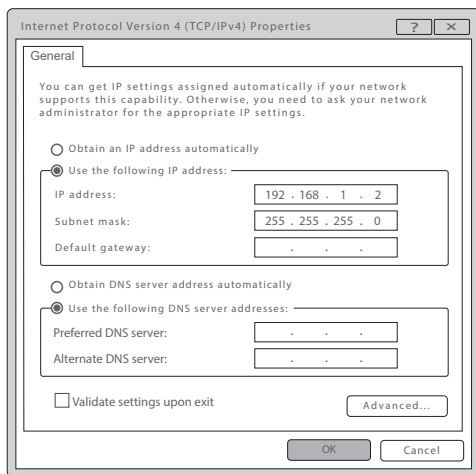 Internet Protocol Version 4 (TCP/IPv4) Properties ? ×
General
You can get IP settings assigned automatically if your network
supports this capability. Otherwise, you need to ask your network
administrator for the appropriate IP settings.
Obtain an IP address automatically
Use the following IP address:
IP address: 192 . 168 . 1 . 2
Subnet mask: 255 . 255 . 255 . 0
Default gateway: . . .
Obtain DNS server address automatically
Use the following DNS server addresses:
Preferred DNS server: . . .
Alternate DNS server: . . .
Validate settings upon exit
Advanced...
OK Cancel